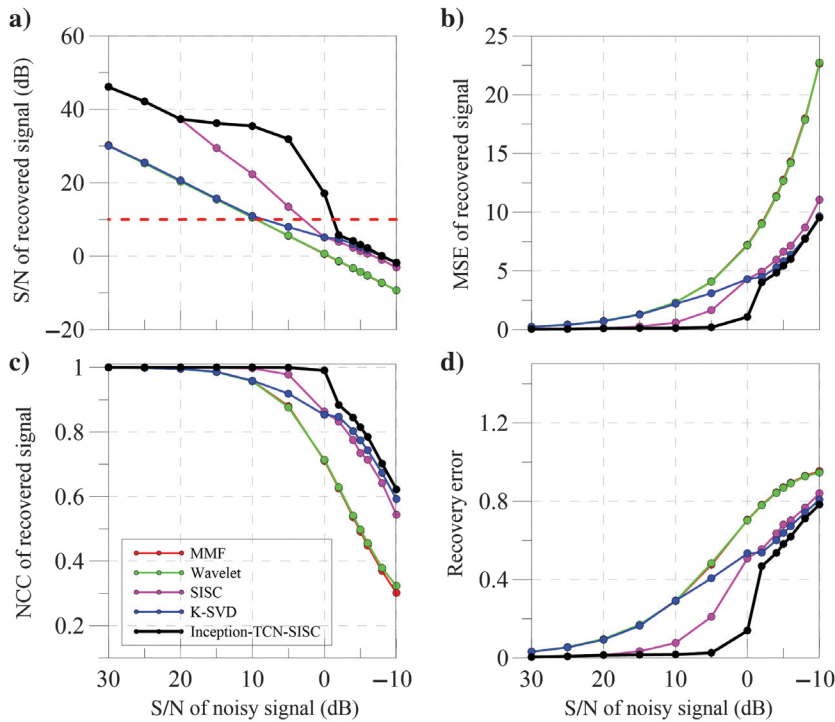 a)
60
40
20
0
−20
S/N of recovered signal (dB)
b)
25
20
15
10
5
0
MSE of recovered signal
c)
1
0.8
0.6
0.4
0.2
NCC of recovered signal
MMF
Wavelet
SISC
K-SVD
Inception-TCN-SISC
30
20
10
0
−10
S/N of noisy signal (dB)
d)
1.2
0.8
0.4
0
Recovery error
30
20
10
0
−10
S/N of noisy signal (dB)